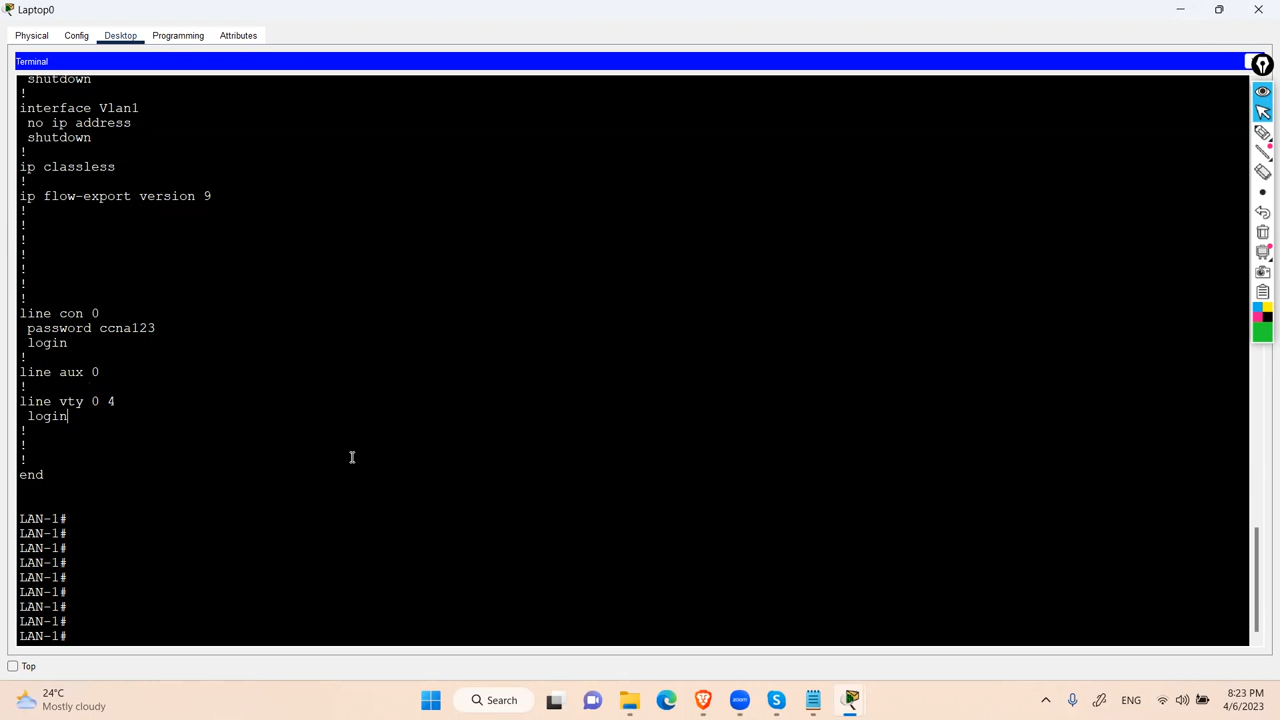 Laptop0
Physical Config Desktop Programming Attributes
Terminal
shutdown
!
interface Vlan1
no ip address
shutdown
!
ip classless
!
ip flow-export version 9
!
!
!
!
!
!
!
line con 0
password ccna123
login
!
line aux 0
!
line vty 0 4
login
!
!
!
end
LAN-1#
LAN-1#
LAN-1#
LAN-1#
LAN-1#
LAN-1#
LAN-1#
LAN-1#
LAN-1#
Top
24°C
Mostly cloudy
Search
zoom
ENG
8:23 PM
4/6/2023